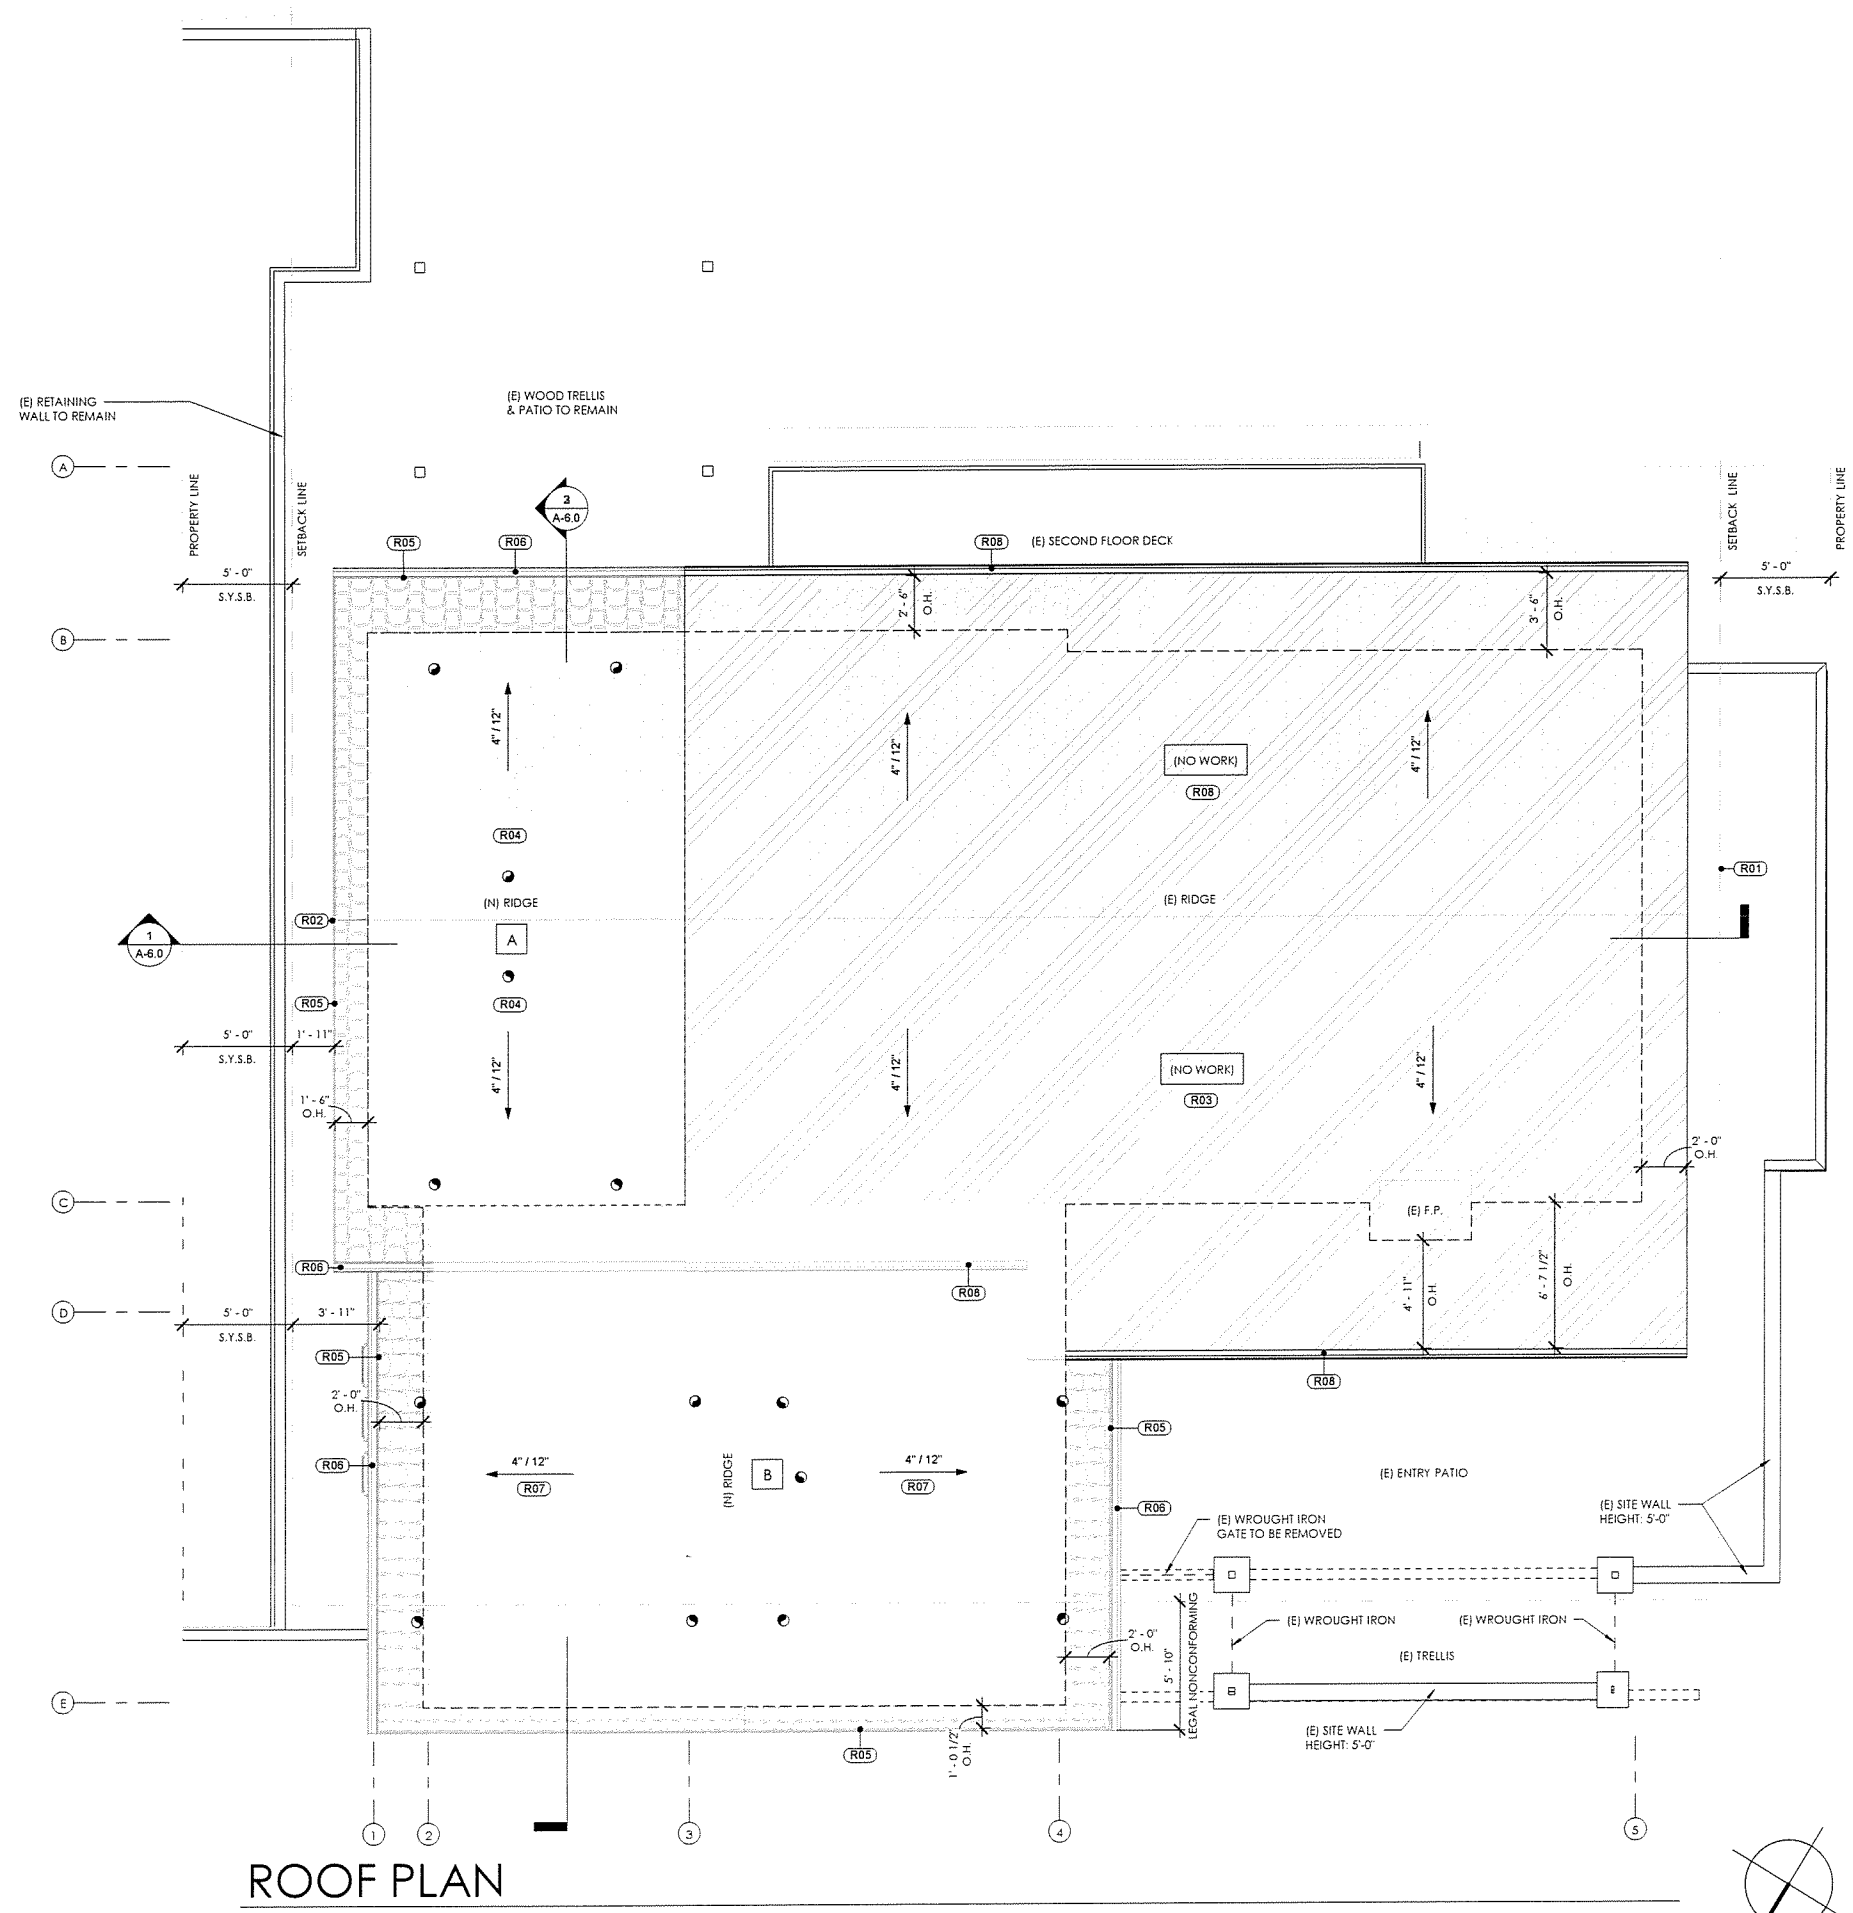 (E) RETAINING
WALL TO REMAIN
(E) WOOD TRELLIS
& PATIO TO REMAIN
A
PROPERTY LINE
SETBACK LINE
3
A-6.0
SETBACK LINE
PROPERTY LINE
R05
R06
R08
(E) SECOND FLOOR DECK
5' - 0"
S.Y.S.B.
5' - 0"
S.Y.S.B.
2' - 6"
O.H.
3' - 6"
O.H.
B
4" / 12"
4" / 12"
4" / 12"
(NO WORK)
R08
R04
R01
(N) RIDGE
(E) RIDGE
R02
A
1
A-6.0
R05
R04
5' - 0"
S.Y.S.B.
1' - 11"
4" / 12"
4" / 12"
4" / 12"
(NO WORK)
R03
1' - 6"
O.H.
2' - 0"
O.H.
C
(E) F.P.
R06
R08
4' - 11"
O.H.
6' - 7 1/2"
O.H.
D
5' - 0"
S.Y.S.B.
3' - 11"
R05
R08
2' - 0"
O.H.
R05
R06
4" / 12"
R07
(N) RIDGE
B
4" / 12"
R07
(E) ENTRY PATIO
R06
(E) WROUGHT IRON
GATE TO BE REMOVED
(E) SITE WALL
HEIGHT: 5'-0"
(E) WROUGHT IRON
(E) WROUGHT IRON
2' - 0"
O.H.
5' - 10"
LEGAL NONCONFORMING
(E) TRELLIS
E
(E) SITE WALL
HEIGHT: 5'-0"
R05
1' - 0 1/2"
O.H.
1
2
3
4
5
ROOF PLAN